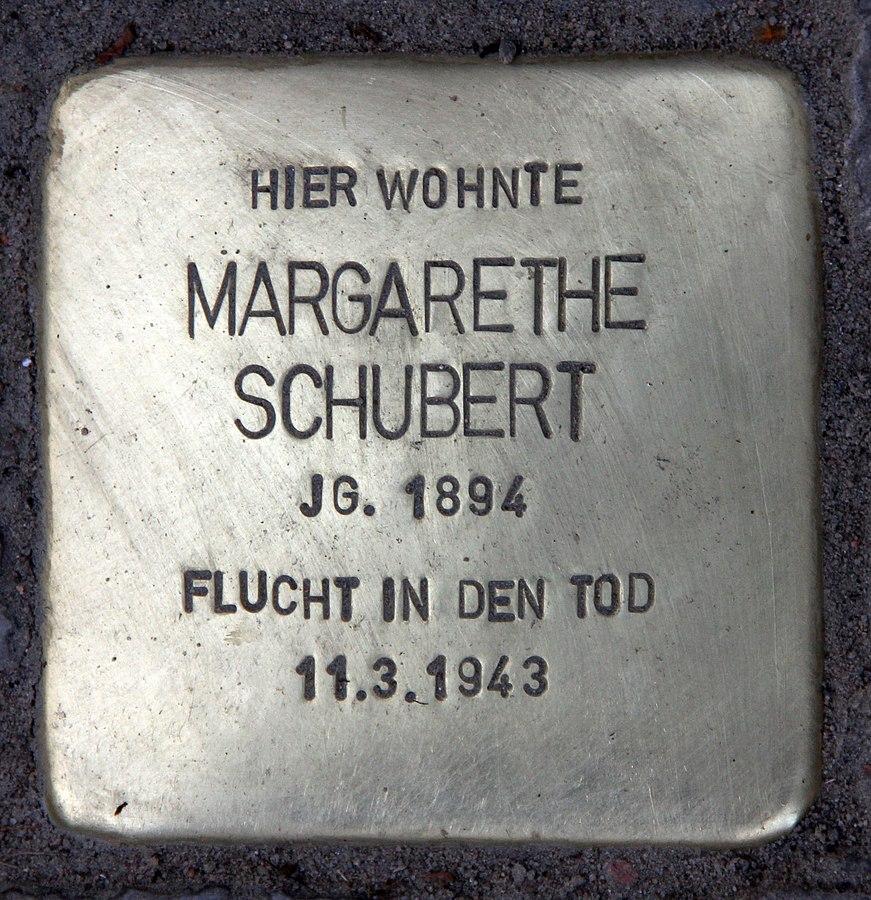 HIER WOHNTE
MARGARETHE
SCHUBERT
JG. 1894
FLUCHT IN DEN TOD
11.3.1943